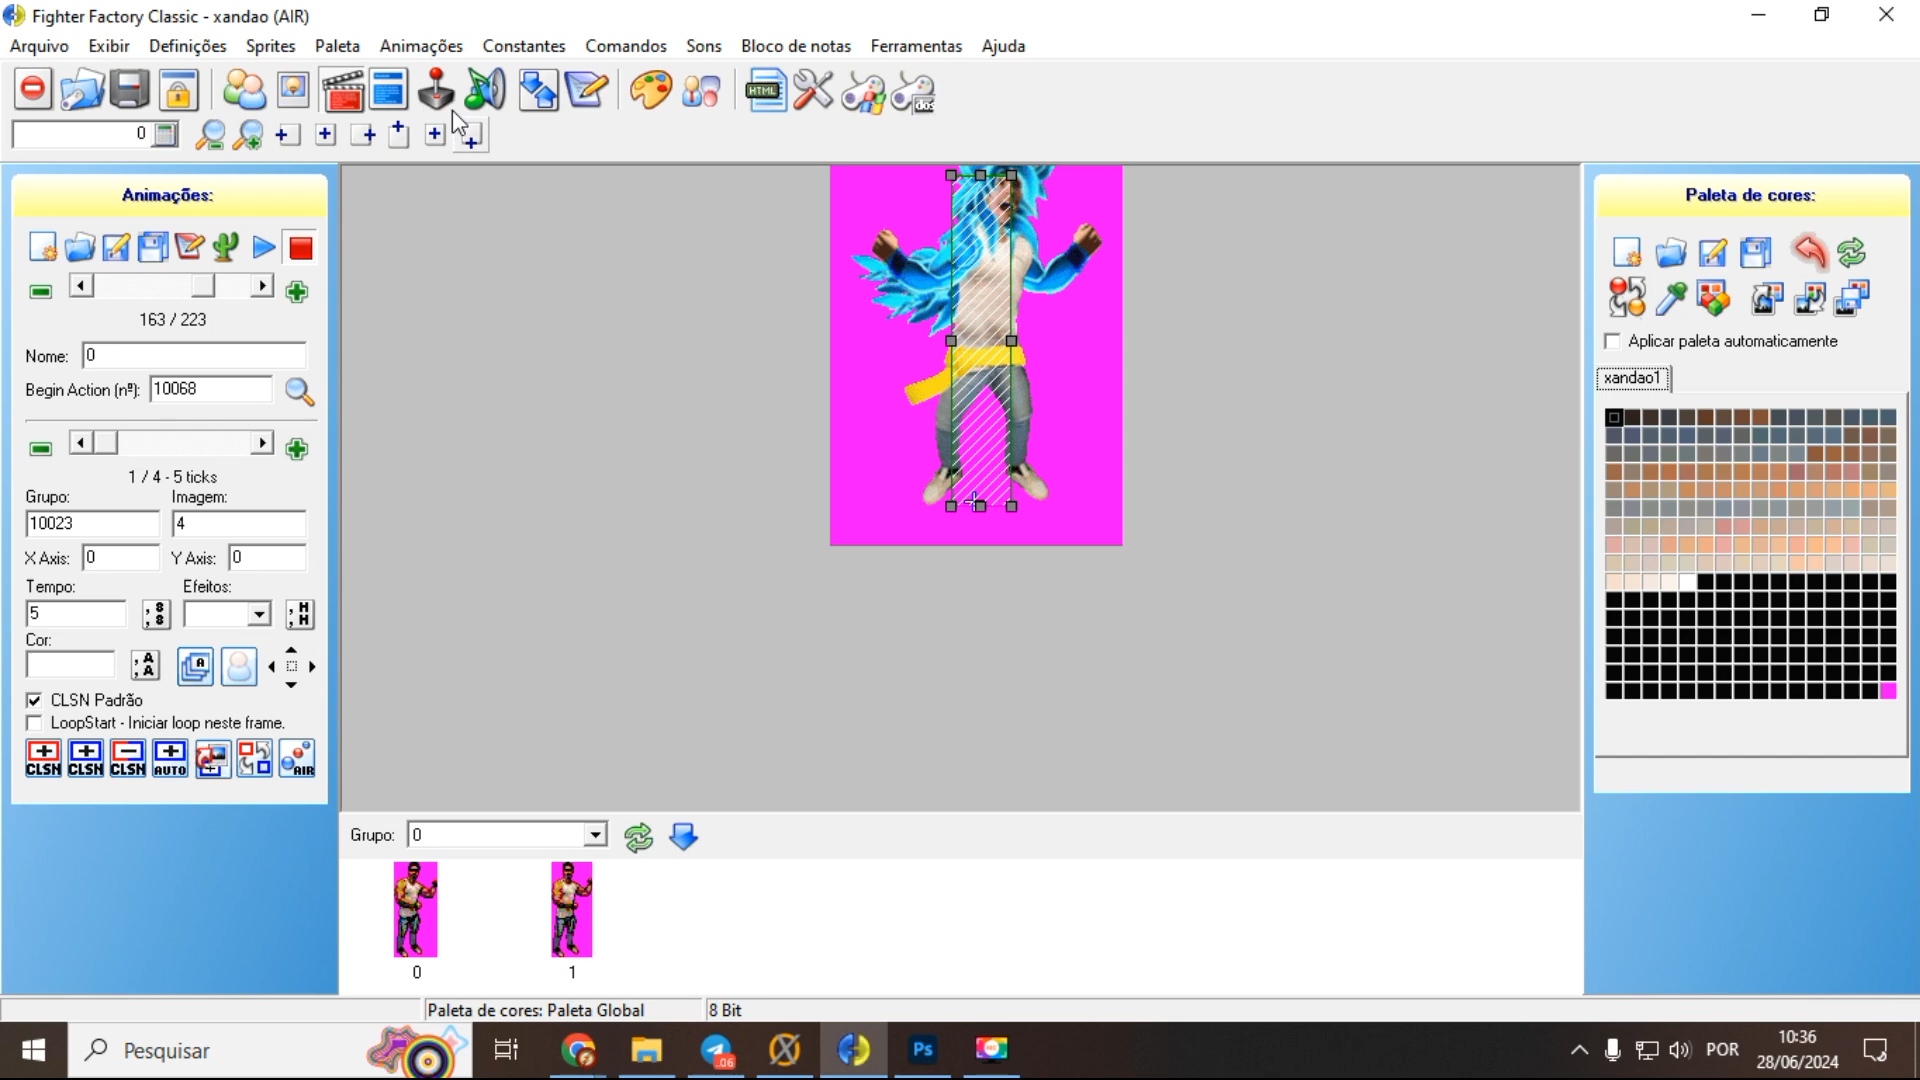 Fighter Factory Classic - xandao (AIR)
Arquivo Exibir Definições Sprites Paleta Animações Constantes Comandos Sons Bloco de notas Ferramentas Ajuda
HTML
dos
0
Animações:
163 / 223
Nome: 0
Begin Action (nº): 10068
1 / 4 - 5 ticks
Grupo: Imagem:
10023 4
X Axis: 0 Y Axis: 0
Tempo: Efeitos:
5
Cor:
CLSN Padrão
LoopStart - Iniciar loop neste frame.
CLSN CLSN CLSN AUTO AIR
Grupo: 0
0 1
Paleta de cores:
Aplicar paleta automaticamente
xandao1
Paleta de cores: Paleta Global 8 Bit
Pesquisar
.06
Ps
POR
10:36
28/06/2024